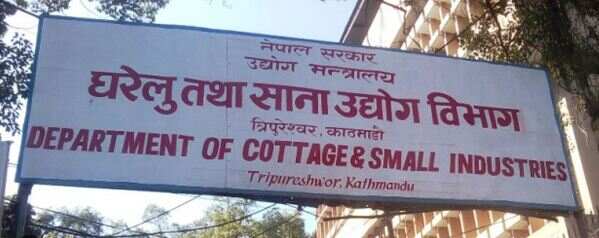 नेपाल सरकार
उद्योग मन्त्रालय
घरेलु तथा साना उद्योग विभाग
त्रिपुरेश्वर, काठमाडौं
DEPARTMENT OF COTTAGE & SMALL INDUSTRIES
Tripureshwor, Kathmandu